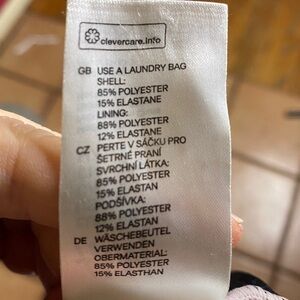 clevercare.info
GB USE A LAUNDRY BAG
SHELL:
85% POLYESTER
15% ELASTANE
LINING:
88% POLYESTER
12% ELASTANE
CZ PERTE V SÁČKU PRO
ŠETRNÉ PRANÍ
SVRCHNÍ LÁTKA:
85% POLYESTER
15% ELASTAN
PODŠÍVKA:
88% POLYESTER
12% ELASTAN
DE WÄSCHEBEUTEL
VERWENDEN
OBERMATERIAL:
85% POLYESTER
15% ELASTHAN